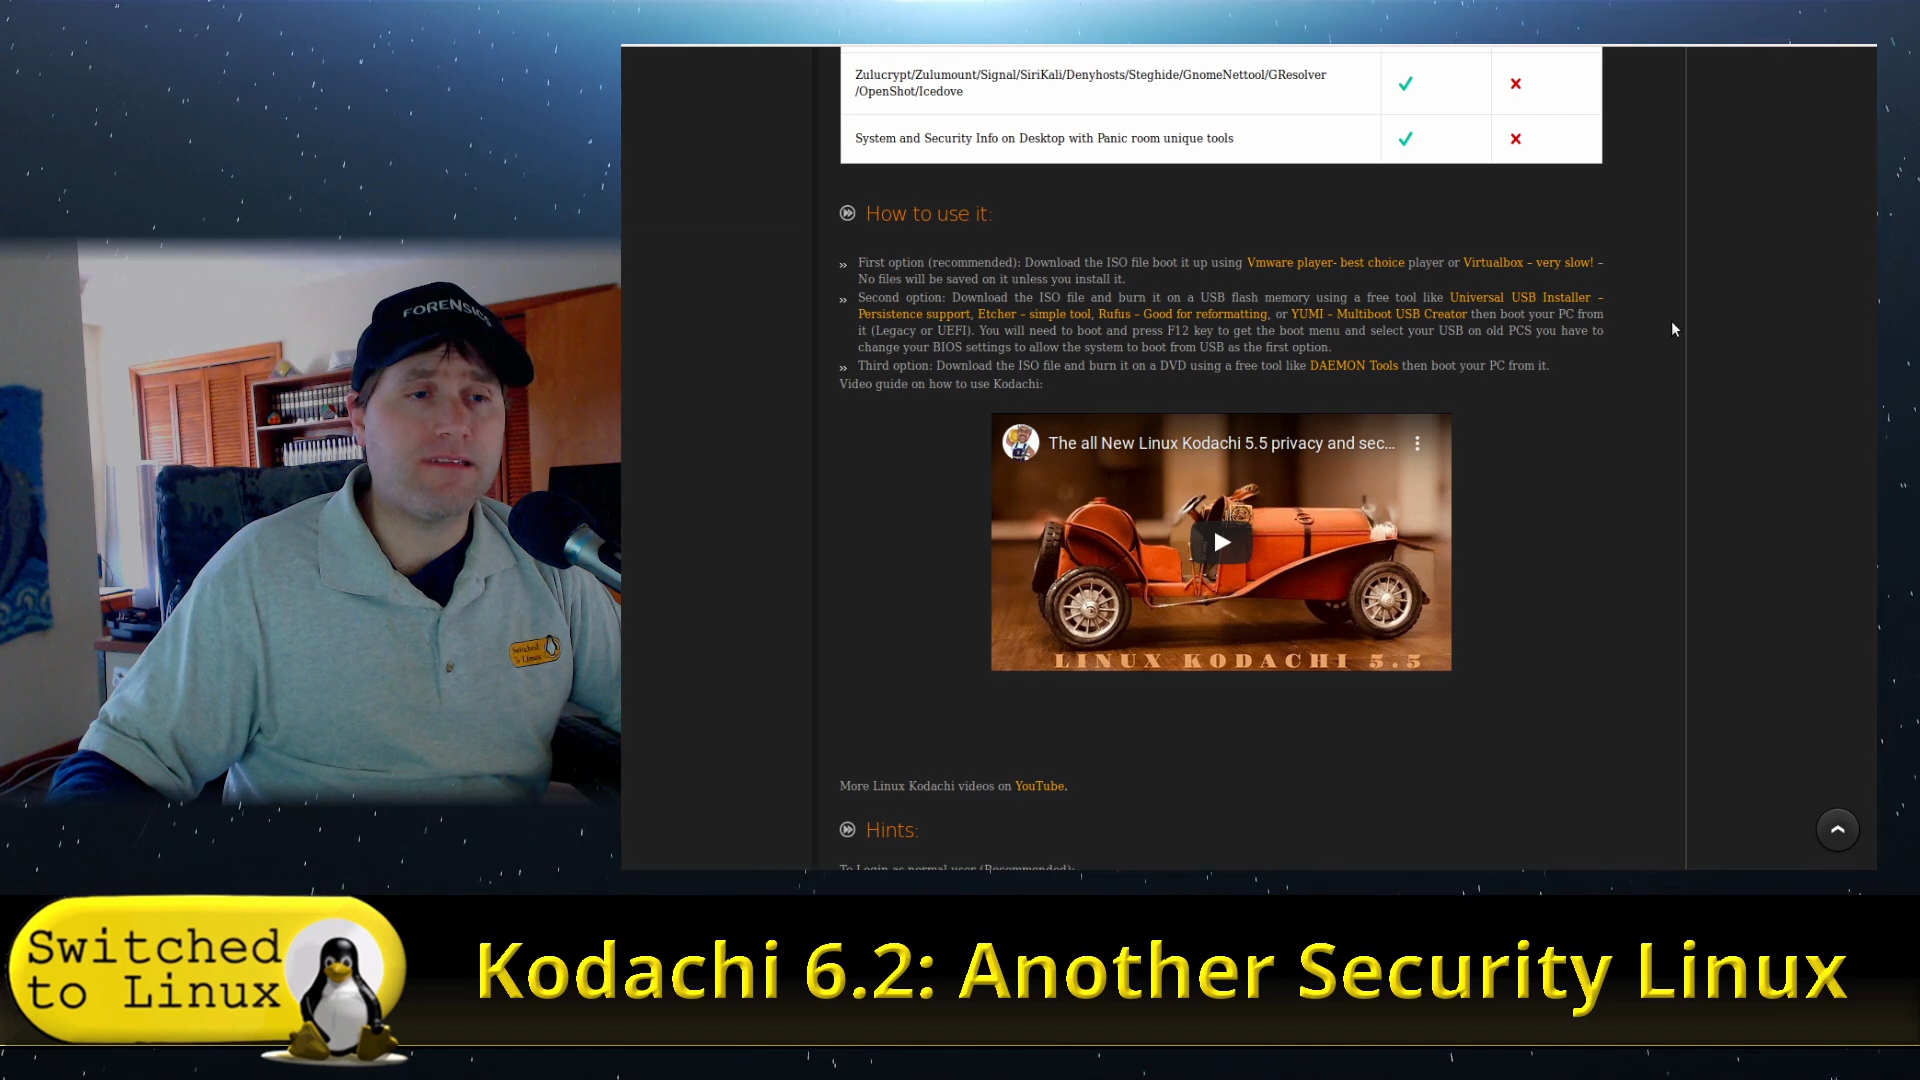 Zulucrypt/Zulumount/Signal/SiriKali/Denyhosts/Steghide/GnomeNettool/GResolver
/OpenShot/Icedove
System and Security Info on Desktop with Panic room unique tools
How to use it:
» First option (recommended): Download the ISO file boot it up using Vmware player- best choice player or Virtualbox – very slow! –
No files will be saved on it unless you install it.
» Second option: Download the ISO file and burn it on a USB flash memory using a free tool like Universal USB Installer –
Persistence support, Etcher – simple tool, Rufus – Good for reformatting, or YUMI – Multiboot USB Creator then boot your PC from
it (Legacy or UEFI). You will need to boot and press F12 key to get the boot menu and select your USB on old PCS you have to
change your BIOS settings to allow the system to boot from USB as the first option.
» Third option: Download the ISO file and burn it on a DVD using a free tool like DAEMON Tools then boot your PC from it.
Video guide on how to use Kodachi:
The all New Linux Kodachi 5.5 privacy and sec...
LINUX KODACHI 5.5
More Linux Kodachi videos on YouTube.
Hints:
To Login as normal user (Recommended):
FORENSICS
Switched
To Linux
Switched
to Linux
Kodachi 6.2: Another Security Linux